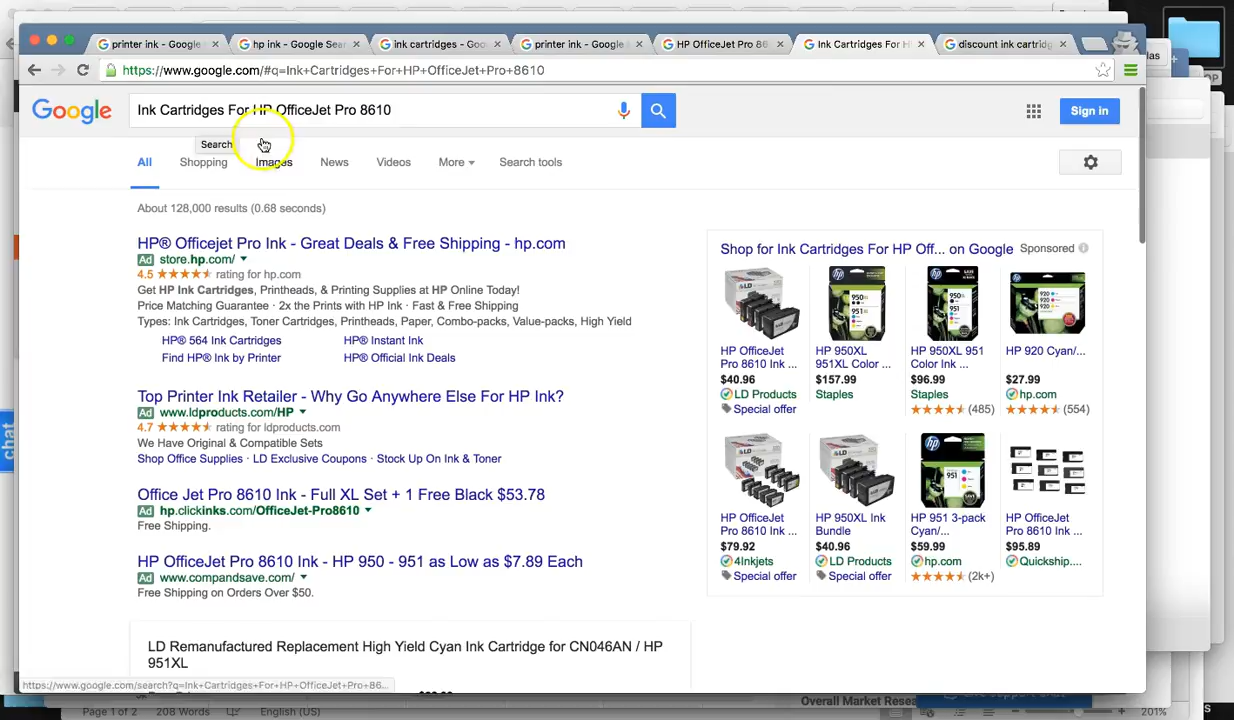 printer ink - Google
hp ink - Google Sear
ink cartridges - Goo
printer ink - Google
HP OfficeJet Pro 86
Ink Cartridges For H
discount ink cartridg
las
https://www.google.com/#q=Ink+Cartridges+For+HP+OfficeJet+Pro+8610
OP
Google
Ink Cartridges For HP OfficeJet Pro 8610
Sign in
Search
All
Shopping
Images
News
Videos
More
Search tools
About 128,000 results (0.68 seconds)
HP® Officejet Pro Ink - Great Deals & Free Shipping - hp.com
Ad store.hp.com/
4.5 rating for hp.com
Get HP Ink Cartridges, Printheads, & Printing Supplies at HP Online Today!
Price Matching Guarantee · 2x the Prints with HP Ink · Fast & Free Shipping
Types: Ink Cartridges, Toner Cartridges, Printheads, Paper, Combo-packs, Value-packs, High Yield
HP® 564 Ink Cartridges
HP® Instant Ink
Find HP® Ink by Printer
HP® Official Ink Deals
Top Printer Ink Retailer - Why Go Anywhere Else For HP Ink?
Ad www.ldproducts.com/HP
4.7 rating for ldproducts.com
We Have Original & Compatible Sets
Shop Office Supplies · LD Exclusive Coupons · Stock Up On Ink & Toner
Office Jet Pro 8610 Ink - Full XL Set + 1 Free Black $53.78
Ad hp.clickinks.com/OfficeJet-Pro8610
Free Shipping.
HP OfficeJet Pro 8610 Ink - HP 950 - 951 as Low as $7.89 Each
Ad www.compandsave.com/
Free Shipping on Orders Over $50.
LD Remanufactured Replacement High Yield Cyan Ink Cartridge for CN046AN / HP
951XL
Shop for Ink Cartridges For HP Off... on Google
Sponsored
HP OfficeJet
Pro 8610 Ink ...
$40.96
LD Products
Special offer
HP 950XL
951XL Color ...
$157.99
Staples
HP 950XL 951
Color Ink ...
$96.99
Staples
(485)
HP 920 Cyan/...
$27.99
hp.com
(554)
HP OfficeJet
Pro 8610 Ink ...
$79.92
4Inkjets
Special offer
HP 950XL Ink
Bundle
$40.96
LD Products
Special offer
HP 951 3-pack
Cyan/...
$59.99
hp.com
(2k+)
HP OfficeJet
Pro 8610 Ink ...
$95.89
Quickship....
chat
https://www.google.com/search?q=Ink+Cartridges+For+HP+OfficeJet+Pro+86...
Page 1 of 2
208 Words
English (US)
Overall Market Resea
201%